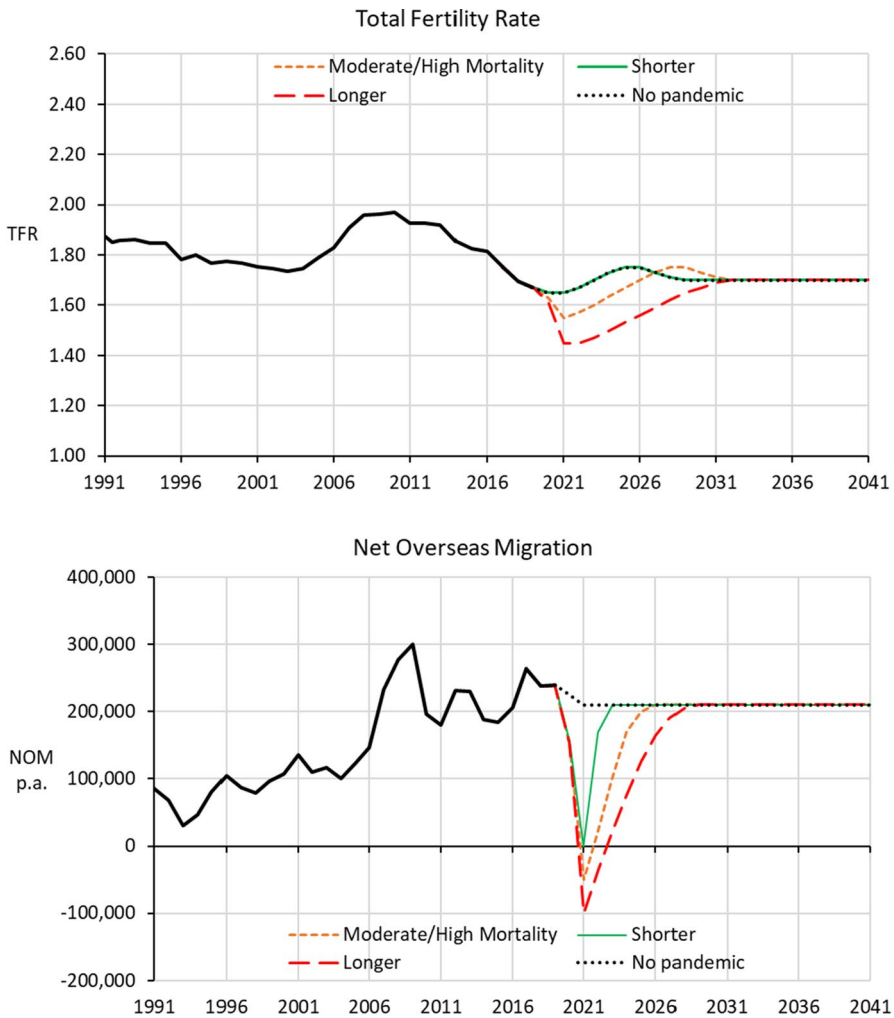 Total Fertility Rate
2.60
Moderate/High Mortality Shorter
2.40
Longer No pandemic
2.20
2.00
TFR
1.80
1.60
1.40
1.20
1.00
1991 1996 2001 2006 2011 2016 2021 2026 2031 2036 2041
Net Overseas Migration
400,000
300,000
200,000
NOM
p.a.
100,000
0
-100,000
Moderate/High Mortality Shorter
Longer No pandemic
-200,000
1991 1996 2001 2006 2011 2016 2021 2026 2031 2036 2041